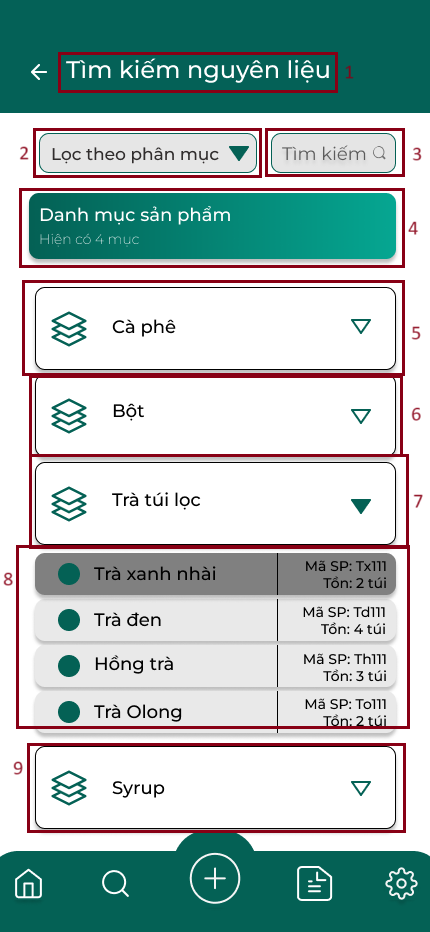 Tìm kiếm nguyên liệu 1
2 Lọc theo phân mục Tìm kiếm 3
Danh mục sản phẩm
Hiện có 4 mục
4
Cà phê
5
Bột
6
Trà túi lọc
7
8
Trà xanh nhài
Mã SP: Tx111
Tồn: 2 túi
Trà đen
Mã SP: Td111
Tồn: 4 túi
Hồng trà
Mã SP: Th111
Tồn: 3 túi
Trà Olong
Mã SP: To111
Tồn: 2 túi
9
Syrup